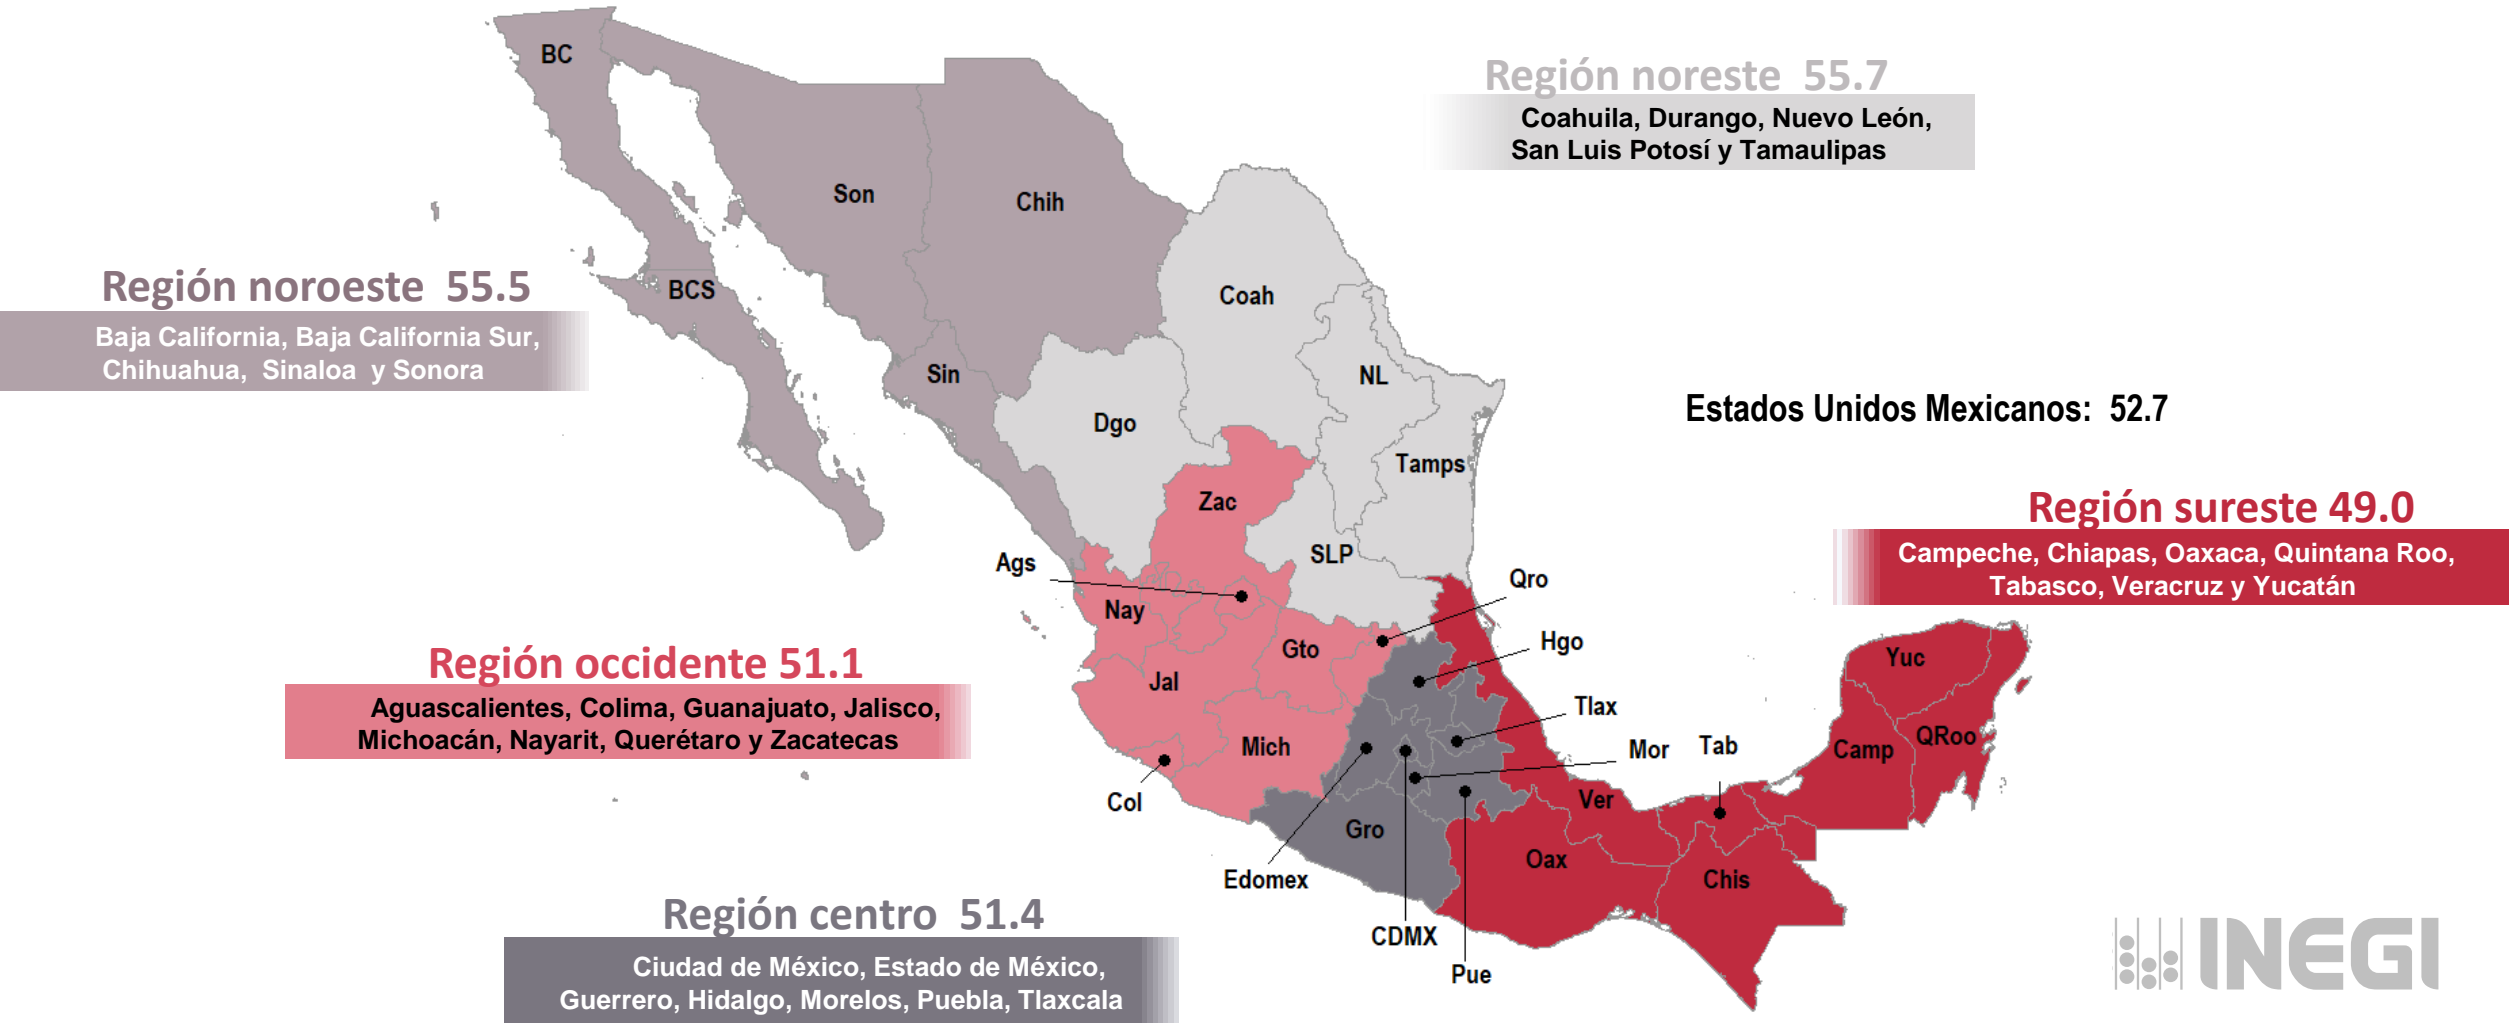 BC
Región noreste 55.7
Coahuila, Durango, Nuevo León,
San Luis Potosí y Tamaulipas
Son
Chih
Región noroeste 55.5
Baja California, Baja California Sur,
Chihuahua, Sinaloa y Sonora
BCS
Coah
Sin
NL
Dgo
Estados Unidos Mexicanos: 52.7
Tamps
Zac
Región sureste 49.0
Campeche, Chiapas, Oaxaca, Quintana Roo,
Tabasco, Veracruz y Yucatán
SLP
Ags
Qro
Nay
Hgo
Gto
Yuc
Región occidente 51.1
Aguascalientes, Colima, Guanajuato, Jalisco,
Michoacán, Nayarit, Querétaro y Zacatecas
Jal
Tlax
Mich
Mor
Tab
Camp
QRoo
Col
Ver
Gro
Oax
Edomex
Chis
Región centro 51.4
Ciudad de México, Estado de México,
Guerrero, Hidalgo, Morelos, Puebla, Tlaxcala
CDMX
Pue
INEGI